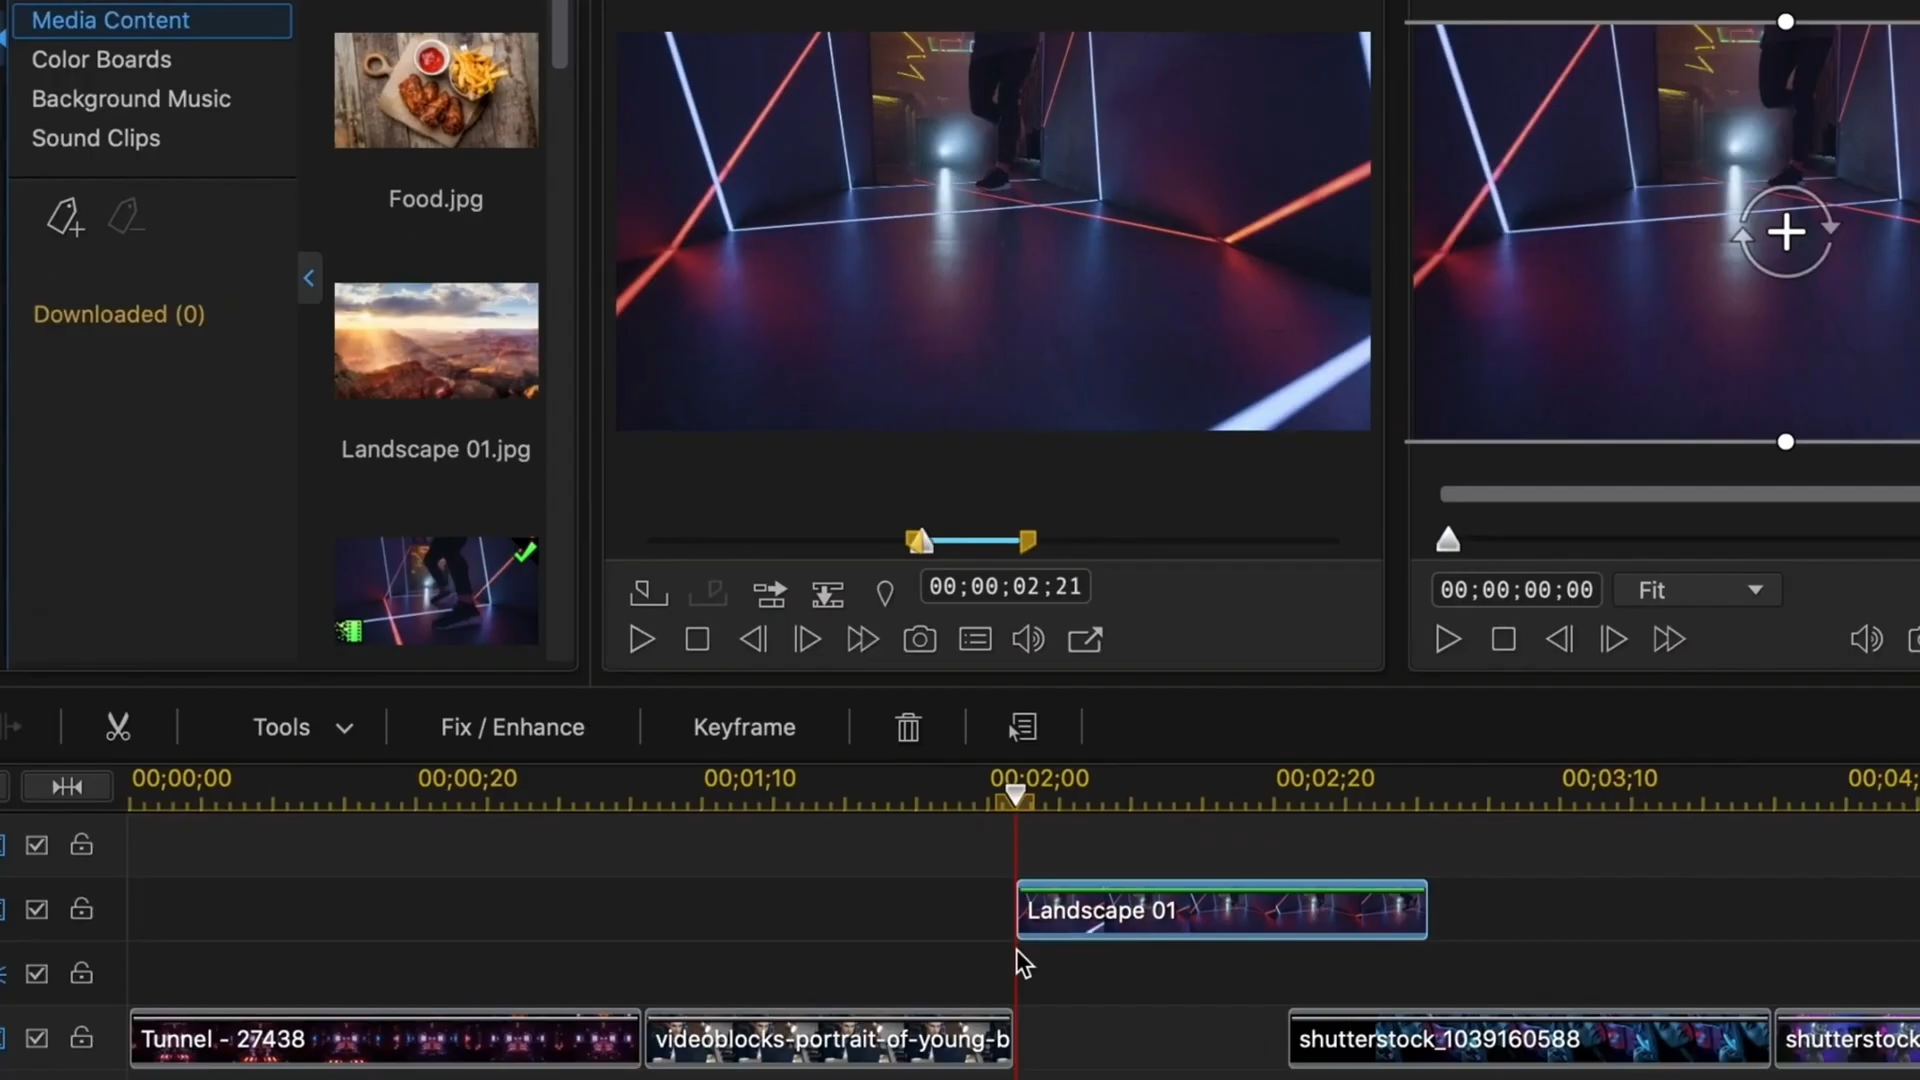 Media Content
Color Boards
Background Music
Sound Clips
Downloaded (0)
Food.jpg
Landscape 01.jpg
00;00;02;21
00;00;00;00
Fit
Tools
Fix / Enhance
Keyframe
00;00;00
00;00;20
00;01;10
00;02;00
00;02;20
00;03;10
00;04;
Landscape 01
Tunnel - 27438
videoblocks-portrait-of-young-b
shutterstock_1039160588
shutterstock